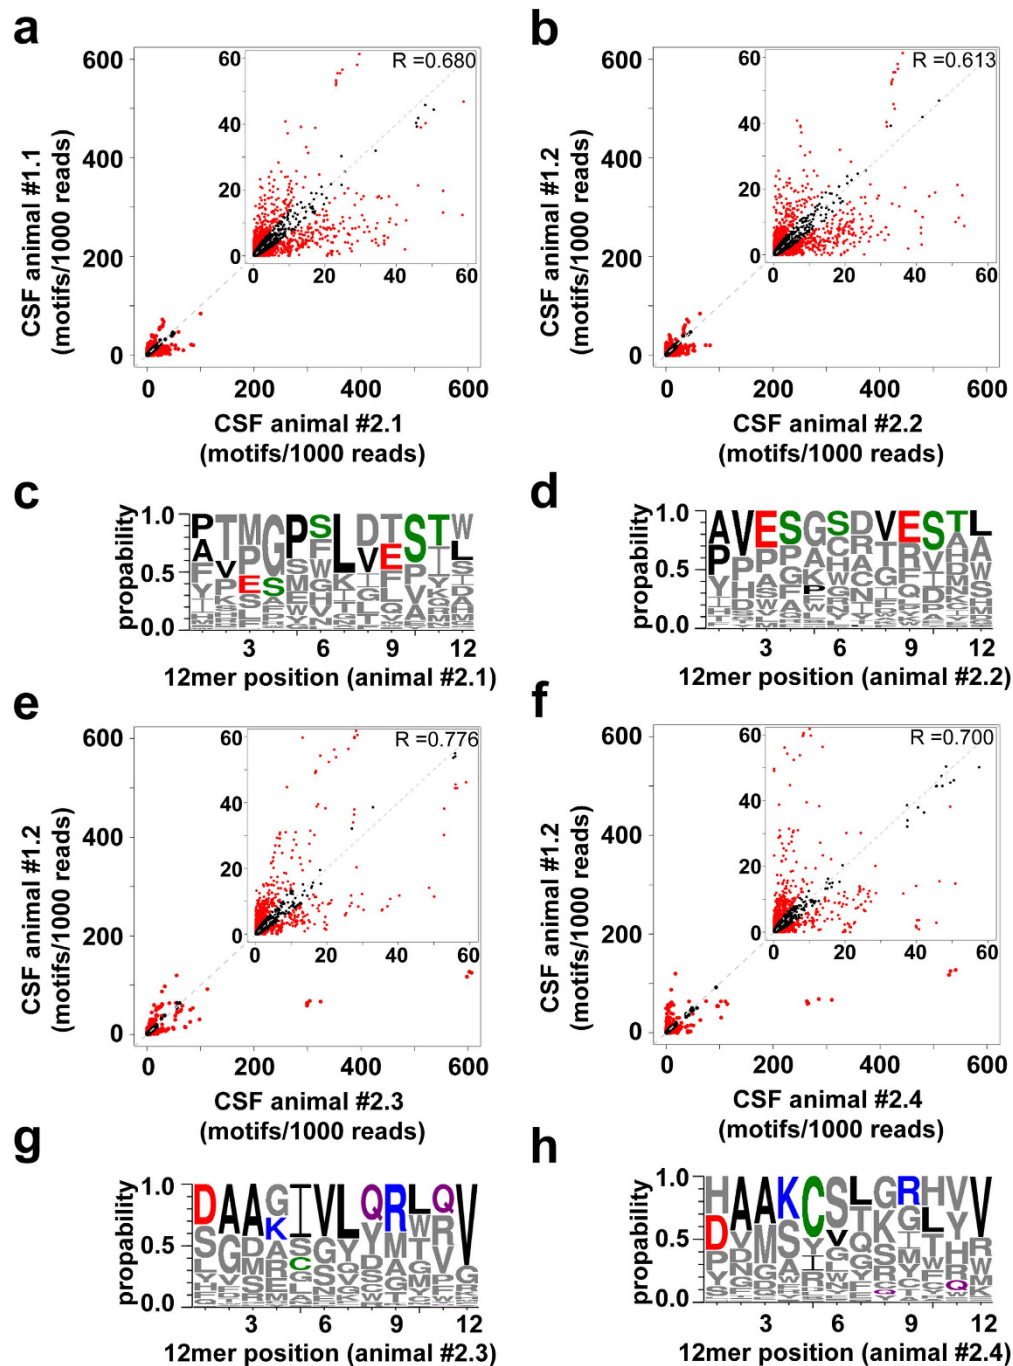 a
600
400
200
0
CSF animal #1.1
(motifs/1000 reads)
60
40
20
0
R =0.680
0 20 40 60
0 200 400 600
CSF animal #2.1
(motifs/1000 reads)
b
600
400
200
0
CSF animal #1.2
(motifs/1000 reads)
60
40
20
0
R =0.613
0 20 40 60
0 200 400 600
CSF animal #2.2
(motifs/1000 reads)
c
propability
1.0
0.5
0.0
PTMGPSLDTSTW
3 6 9 12
12mer position (animal #2.1)
d
propability
1.0
0.5
0.0
AVESGSDVESTL
3 6 9 12
12mer position (animal #2.2)
e
600
400
200
0
CSF animal #1.2
(motifs/1000 reads)
60
40
20
0
R =0.776
0 20 40 60
0 200 400 600
CSF animal #2.3
(motifs/1000 reads)
f
600
400
200
0
CSF animal #1.2
(motifs/1000 reads)
60
40
20
0
R =0.700
0 20 40 60
0 200 400 600
CSF animal #2.4
(motifs/1000 reads)
g
propability
1.0
0.5
0.0
DAAGIVLQRLQV
3 6 9 12
12mer position (animal #2.3)
h
propability
1.0
0.5
0.0
HAAKCSLGRHVV
3 6 9 12
12mer position (animal #2.4)